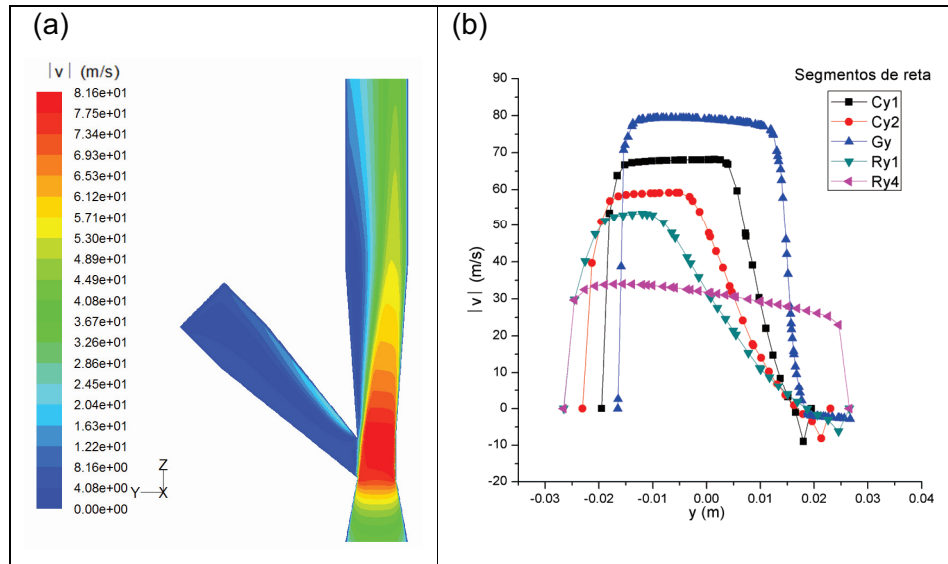 (a)
|v| (m/s)
8.16e+01
7.75e+01
7.34e+01
6.93e+01
6.53e+01
6.12e+01
5.71e+01
5.30e+01
4.89e+01
4.49e+01
4.08e+01
3.67e+01
3.26e+01
2.86e+01
2.45e+01
2.04e+01
1.63e+01
1.22e+01
8.16e+00
4.08e+00
0.00e+00
Z
Y X
(b)
Segmentos de reta
Cy1
Cy2
Gy
Ry1
Ry4
|v| (m/s)
90
80
70
60
50
40
30
20
10
0
-10
-20
-0.03 -0.02 -0.01 0.00 0.01 0.02 0.03 0.04
y (m)